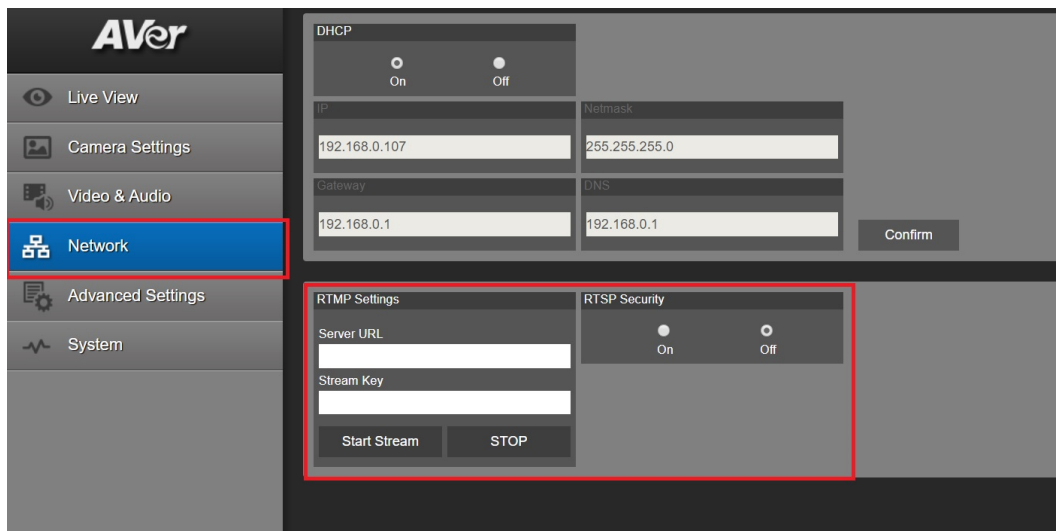 AVer
Live View
Camera Settings
Video & Audio
Network
Advanced Settings
System
DHCP
On Off
IP Netmask
192.168.0.107 255.255.255.0
Gateway DNS
192.168.0.1 192.168.0.1
Confirm
RTMP Settings RTSP Security
Server URL
On Off
Stream Key
Start Stream STOP